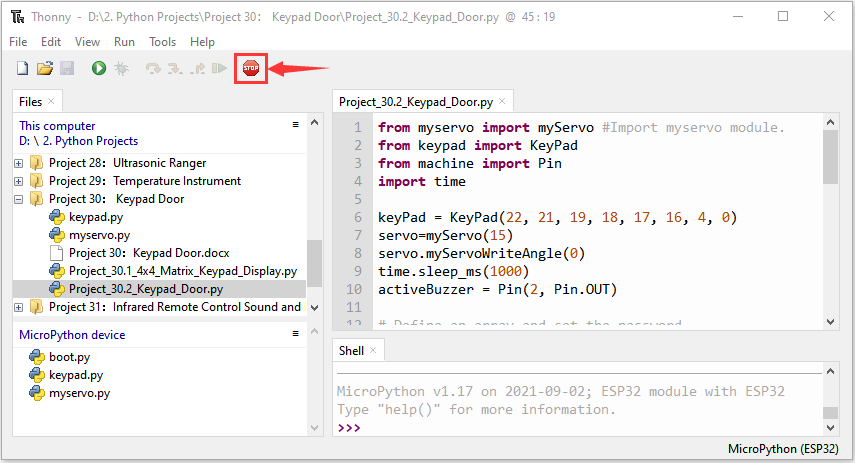 Thonny - D:\2. Python Projects\Project 30： Keypad Door\Project_30.2_Keypad_Door.py @ 45 : 19
File Edit View Run Tools Help
STOP
Files
This computer
D: \ 2. Python Projects
Project 28：Ultrasonic Ranger
Project 29：Temperature Instrument
Project 30： Keypad Door
keypad.py
myservo.py
Project 30：Keypad Door.docx
Project_30.1_4x4_Matrix_Keypad_Display.py
Project_30.2_Keypad_Door.py
Project 31：Infrared Remote Control Sound and
MicroPython device
boot.py
keypad.py
myservo.py
Project_30.2_Keypad_Door.py
1 from myservo import myServo #Import myservo module.
2 from keypad import KeyPad
3 from machine import Pin
4 import time
5
6 keyPad = KeyPad(22, 21, 19, 18, 17, 16, 4, 0)
7 servo=myServo(15)
8 servo.myServoWriteAngle(0)
9 time.sleep_ms(1000)
10 activeBuzzer = Pin(2, Pin.OUT)
11
12 # Define an array and set the password
Shell
MicroPython v1.17 on 2021-09-02; ESP32 module with ESP32
Type "help()" for more information.
>>>
MicroPython (ESP32)